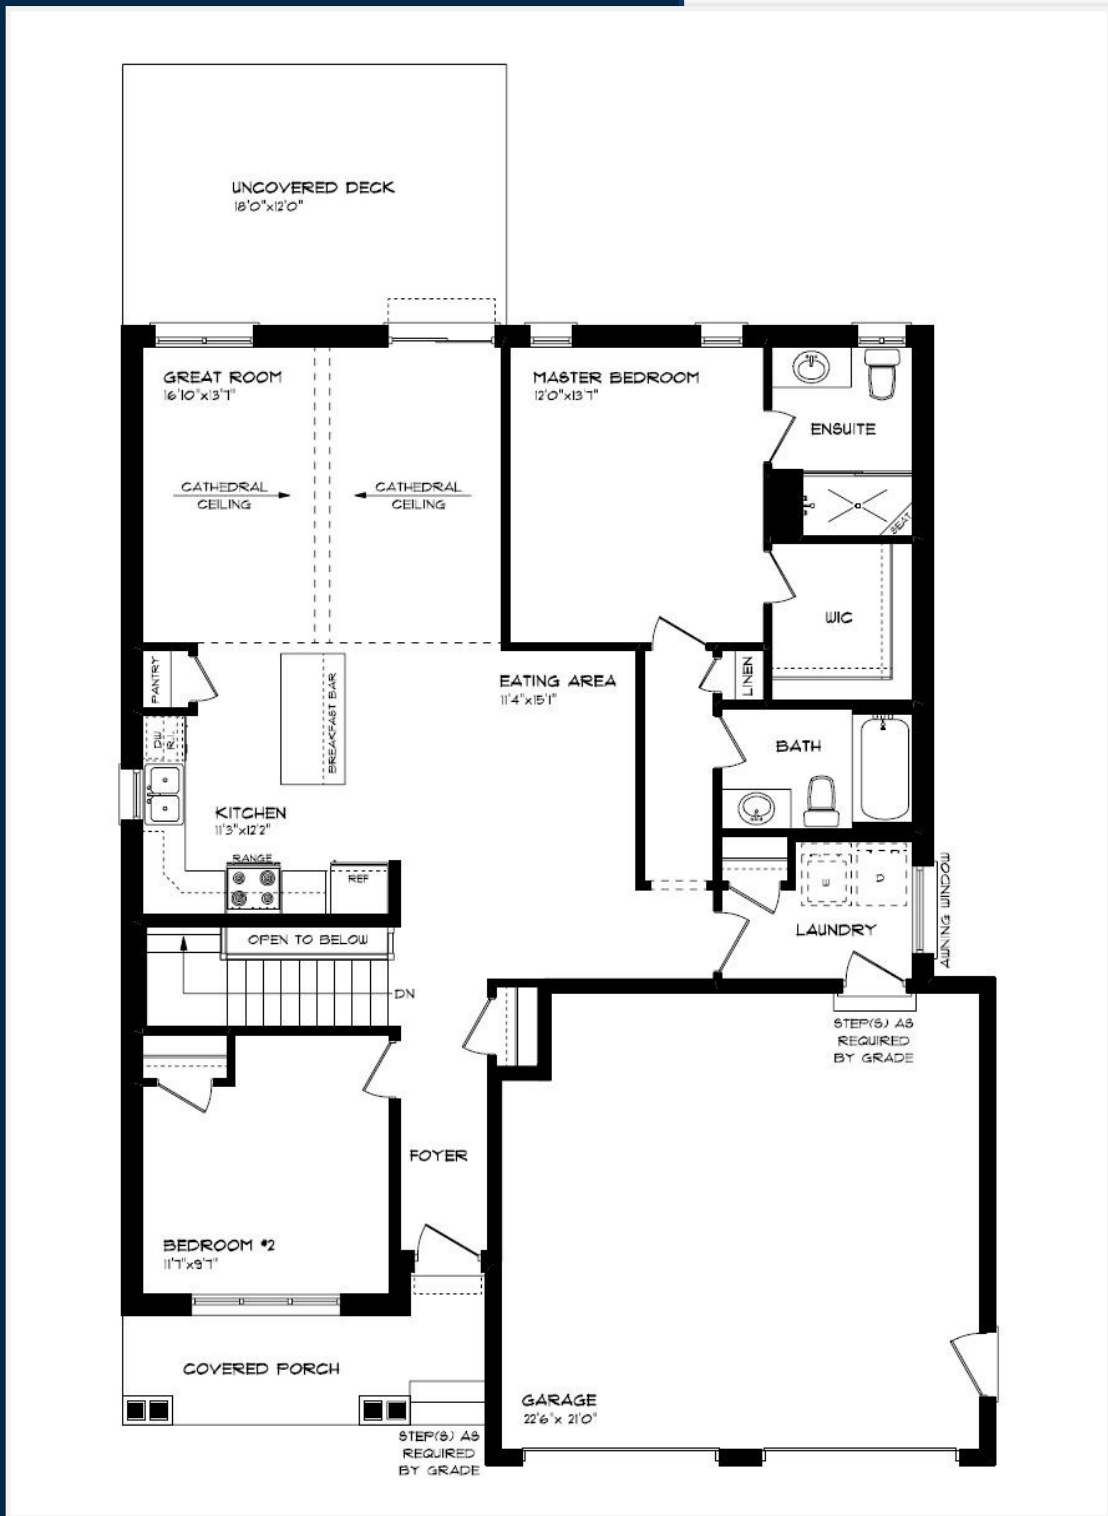 UNCOVERED DECK
18'0"x12'0"
GREAT ROOM
16'10"x13'7"
MASTER BEDROOM
12'0"x13'7"
ENSUITE
CATHEDRAL
CEILING
CATHEDRAL
CEILING
SEAT
WIC
PANTRY
LINEN
EATING AREA
11'4"x15'1"
BREAKFAST BAR
DW
R.I.
BATH
KITCHEN
11'3"x12'2"
RANGE
REF
W
D
AWNING WINDOW
LAUNDRY
OPEN TO BELOW
DN
STEP(S) AS
REQUIRED
BY GRADE
FOYER
BEDROOM #2
11'7"x9'7"
COVERED PORCH
GARAGE
22'6"x 21'0"
STEP(S) AS
REQUIRED
BY GRADE